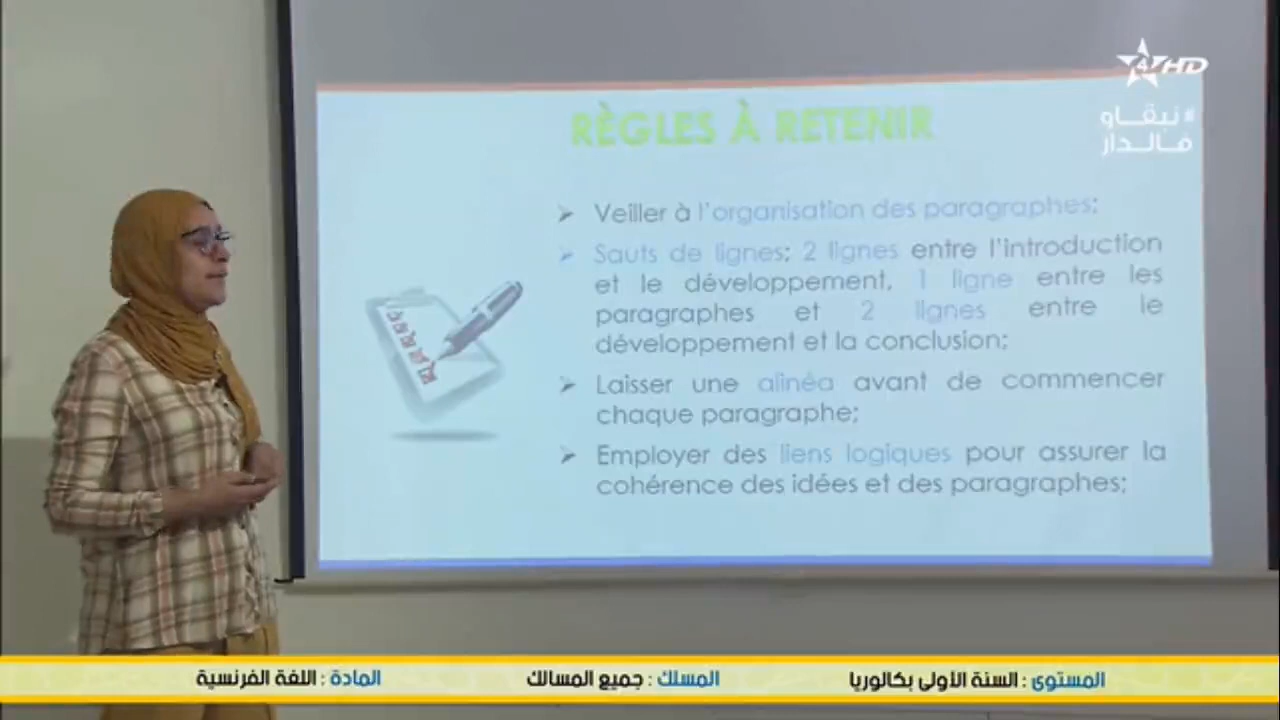 4 HD
#نبقاو
فالدار
RÈGLES À RETENIR
➢ Veiller à l'organisation des paragraphes;
➢ Sauts de lignes: 2 lignes entre l'introduction
et le développement, 1 ligne entre les
paragraphes et 2 lignes entre le
développement et la conclusion;
➢ Laisser une alinéa avant de commencer
chaque paragraphe;
➢ Employer des liens logiques pour assurer la
cohérence des idées et des paragraphes;
المستوى : السنة الأولى بكالوريا المسلك : جميع المسالك المادة : اللغة الفرنسية